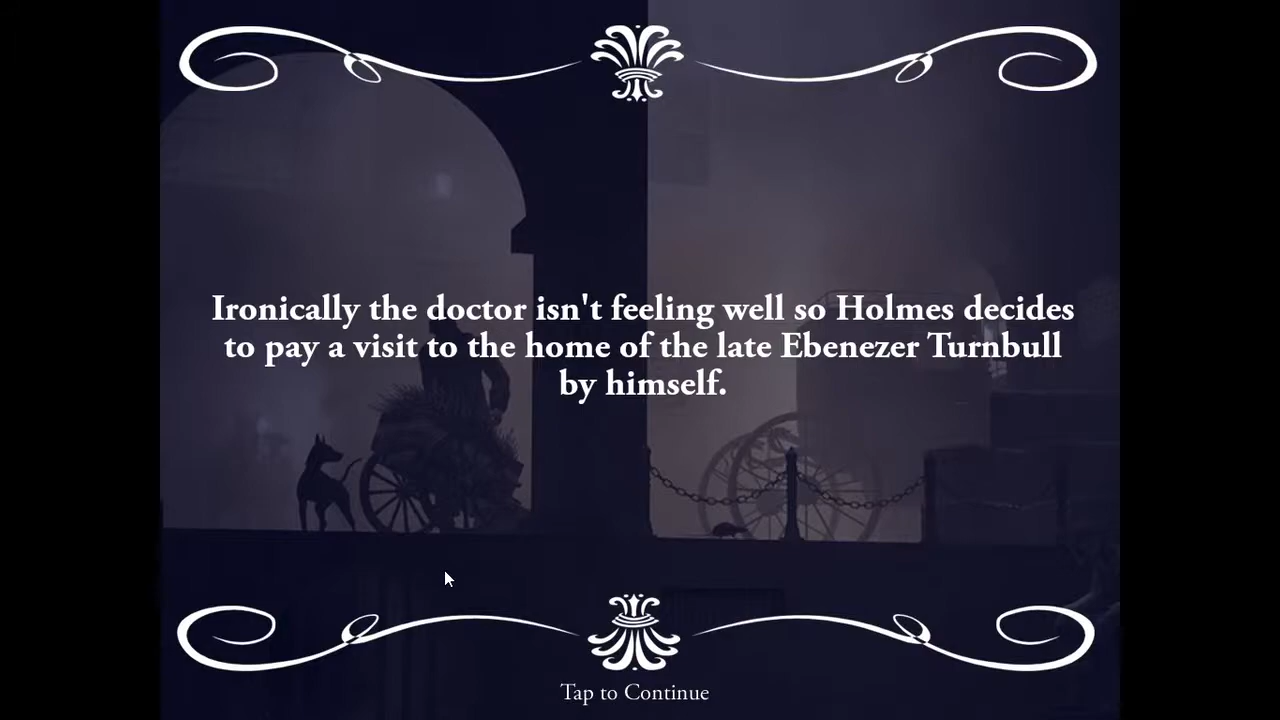 Ironically the doctor isn't feeling well so Holmes decides
to pay a visit to the home of the late Ebenezer Turnbull
by himself.
Tap to Continue